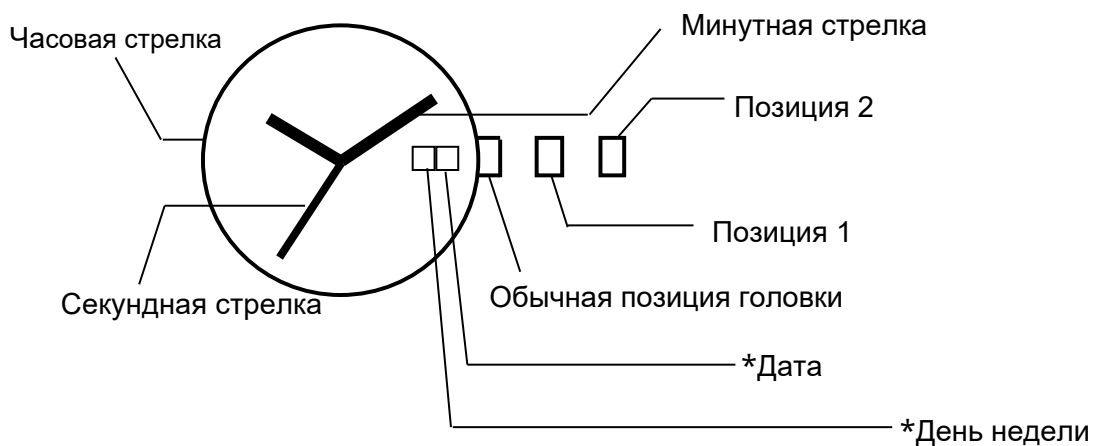 Часовая стрелка
Минутная стрелка
Позиция 2
Позиция 1
Обычная позиция головки
Секундная стрелка
*Дата
*День недели